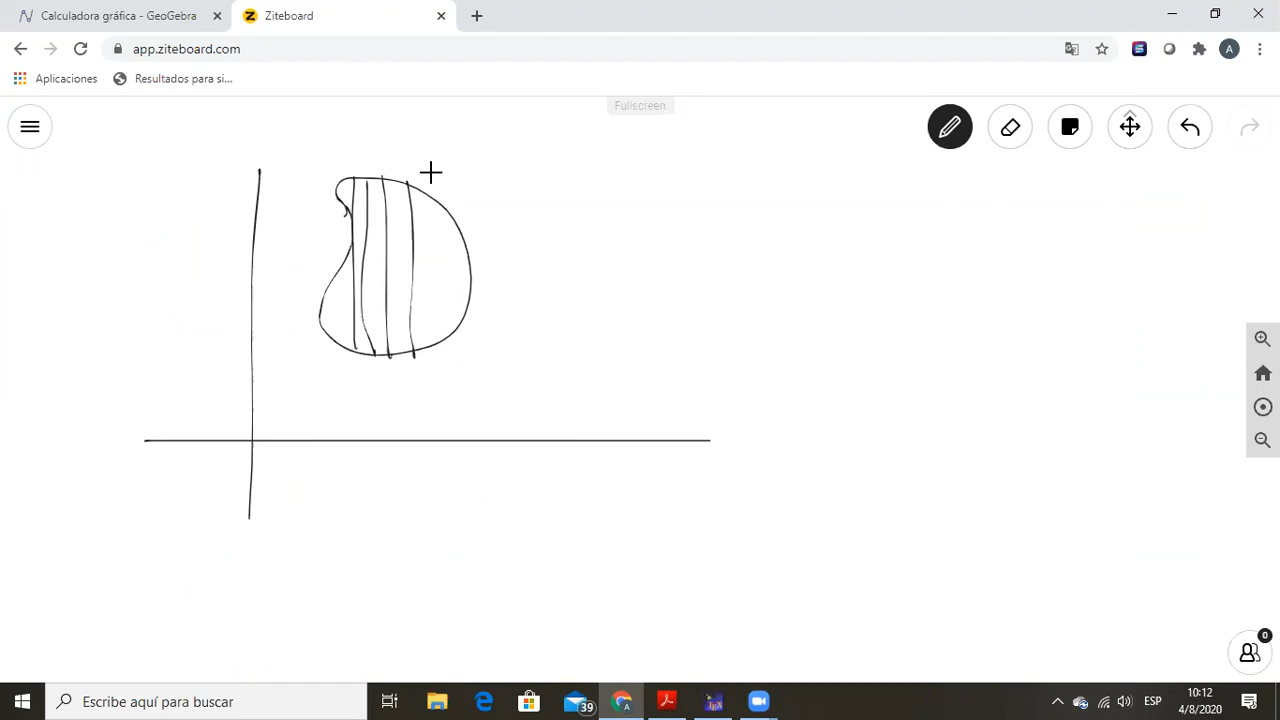 Calculadora gráfica - GeoGebra
Ziteboard
app.ziteboard.com
Aplicaciones
Resultados para si...
A
Fullscreen
0
Escribe aquí para buscar
39
ESP
10:12
4/8/2020